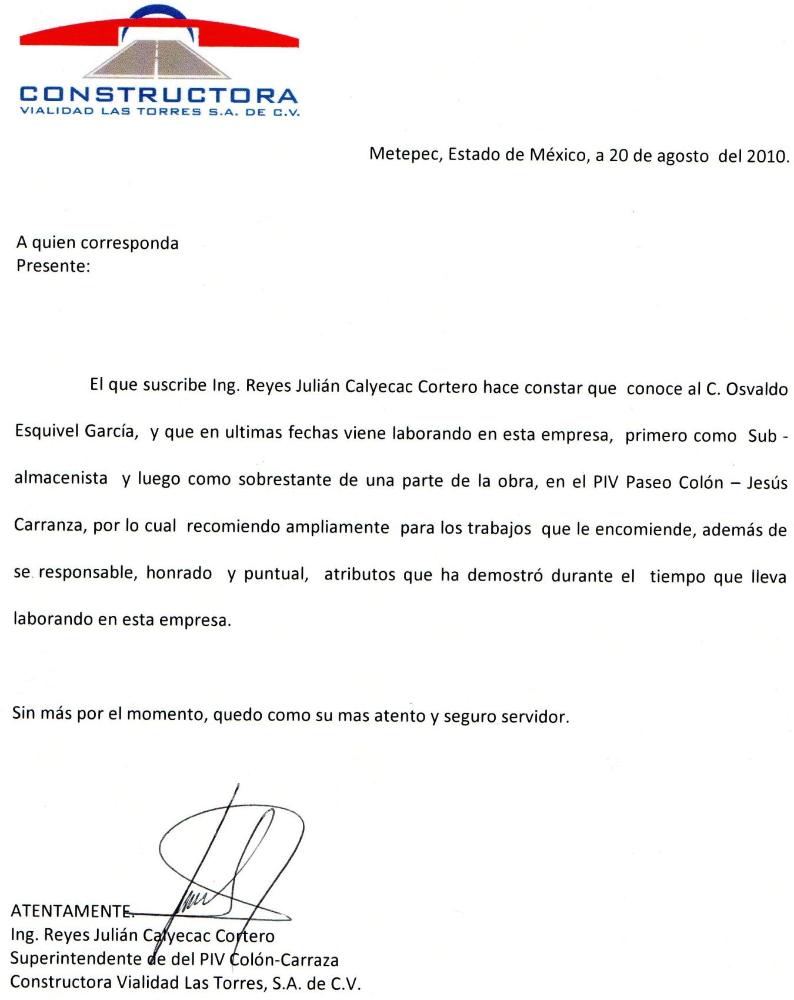 CONSTRUCTORA
VIALIDAD LAS TORRES S.A. DE C.V.
Metepec, Estado de México, a 20 de agosto del 2010.
A quien corresponda
Presente:
El que suscribe Ing. Reyes Julián Calyecac Cortero hace constar que conoce al C. Osvaldo
Esquivel García, y que en ultimas fechas viene laborando en esta empresa, primero como Sub -
almacenista y luego como sobrestante de una parte de la obra, en el PIV Paseo Colón – Jesús
Carranza, por lo cual recomiendo ampliamente para los trabajos que le encomiende, además de
se responsable, honrado y puntual, atributos que ha demostró durante el tiempo que lleva
laborando en esta empresa.
Sin más por el momento, quedo como su mas atento y seguro servidor.
ATENTAMENTE.
Ing. Reyes Julián Calyecac Cortero
Superintendente de del PIV Colón-Carraza
Constructora Vialidad Las Torres, S.A. de C.V.